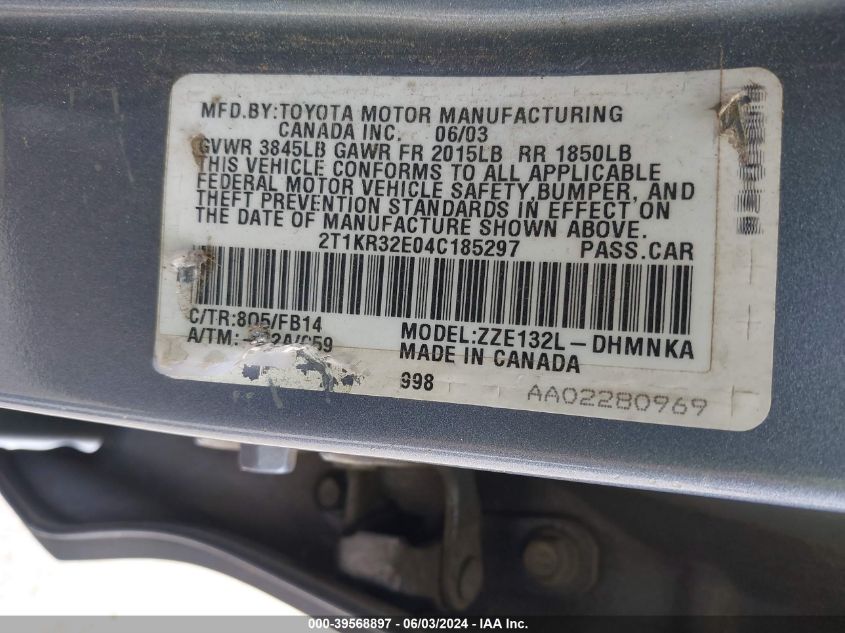 MFD.BY:TOYOTA MOTOR MANUFACTURING
CANADA INC. 06/03
GVWR 3845LB GAWR FR 2015LB RR 1850LB
THIS VEHICLE CONFORMS TO ALL APPLICABLE
FEDERAL MOTOR VEHICLE SAFETY,BUMPER, AND
THEFT PREVENTION STANDARDS IN EFFECT ON
THE DATE OF MANUFACTURE SHOWN ABOVE.
2T1KR32E04C185297 PASS.CAR
C/TR:8Q5/FB14
MODEL:ZZE132L-DHMNKA
A/TM:
MADE IN CANADA
998
AA02280969
000-39568897 - 06/03/2024 - IAA Inc.